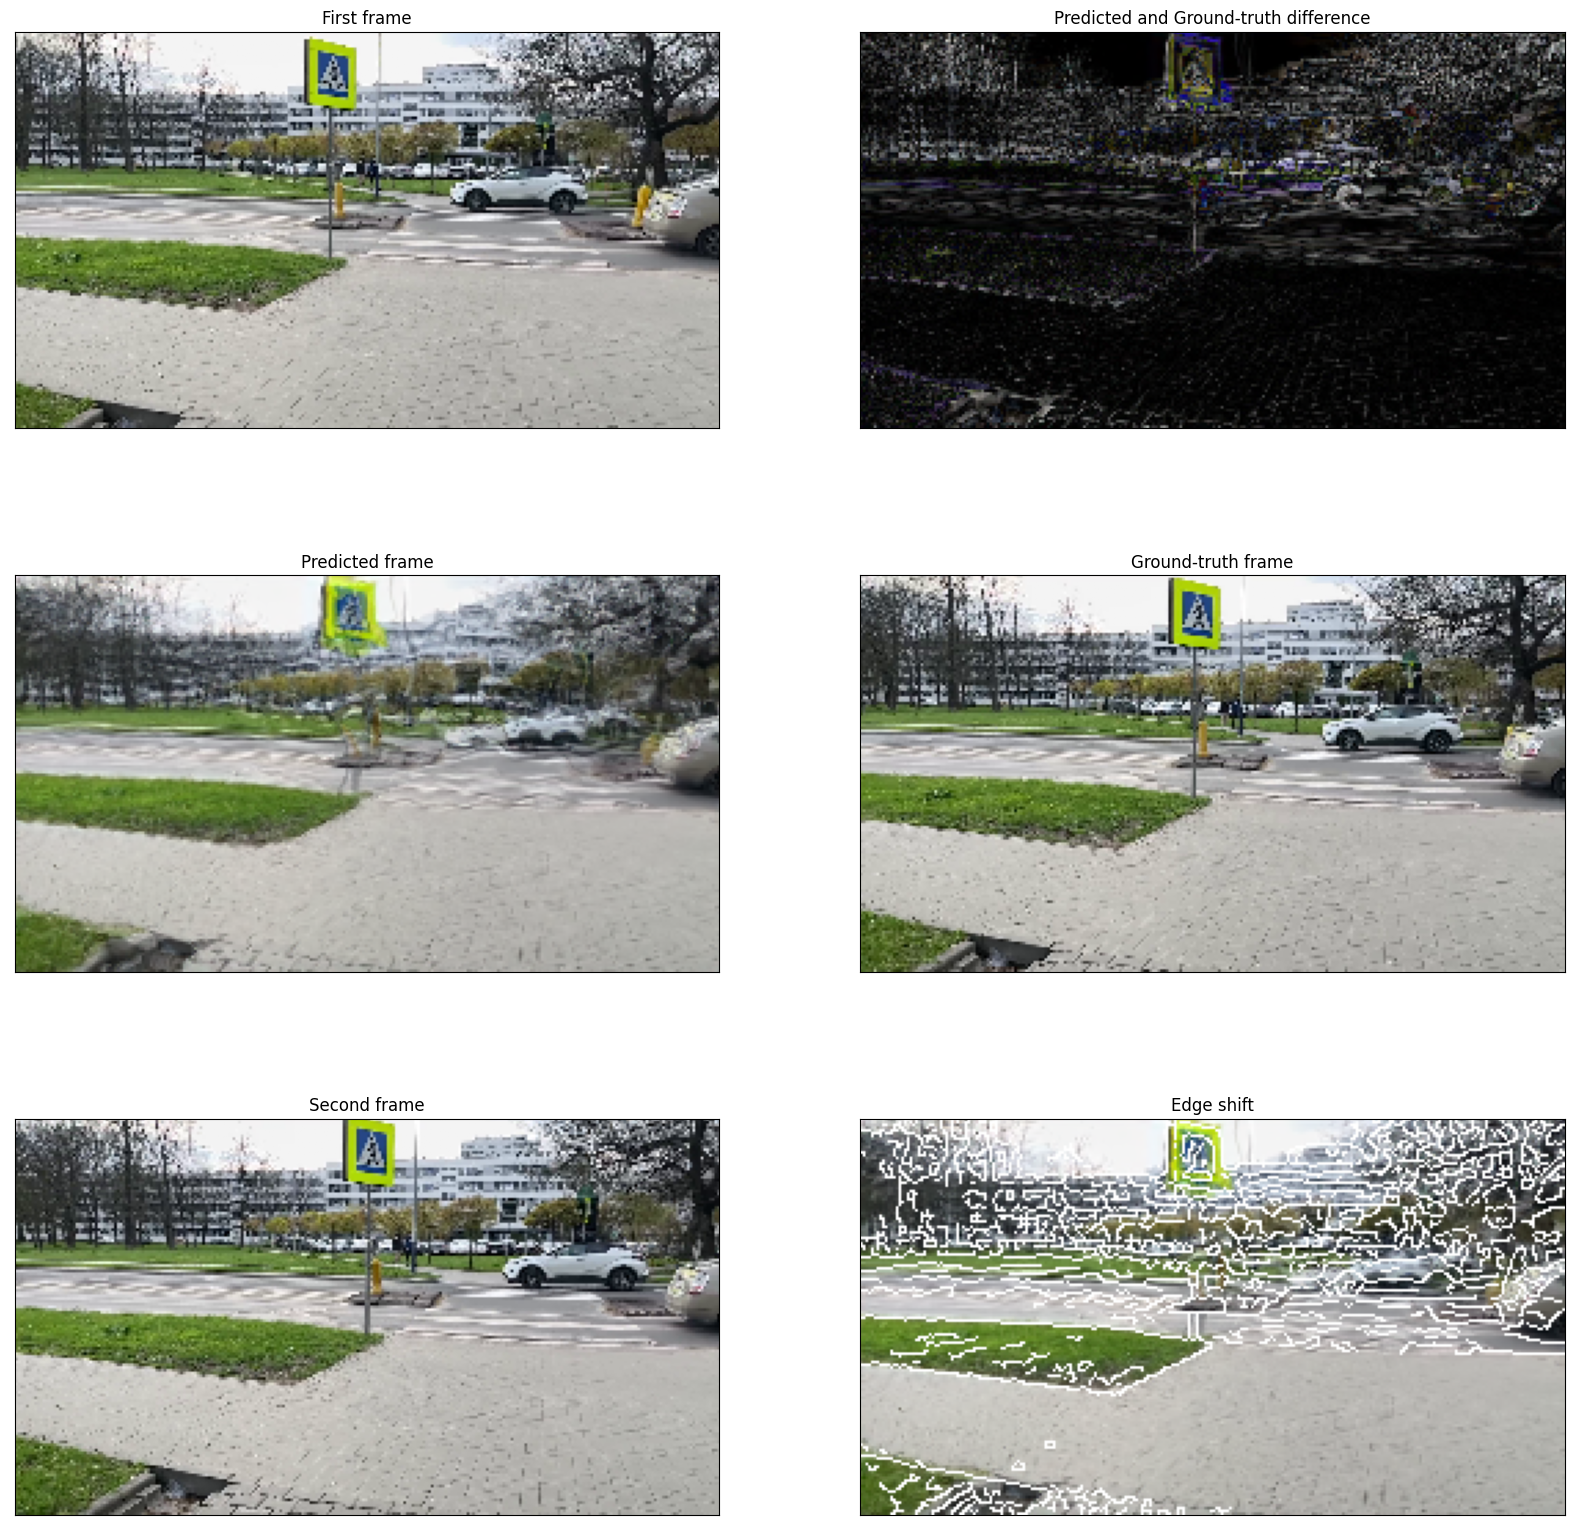 First frame
Predicted and Ground-truth difference
Predicted frame
Ground-truth frame
Second frame
Edge shift